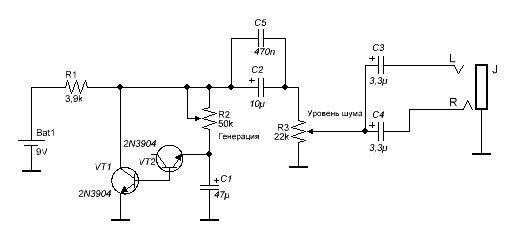 C5
470n
C3
L
J
R1
C2
3,3µ
3,9k
10µ
R2
50k
R3
22k
Уровень шума
C4
R
Bat1
9V
Генерация
3,3µ
2N3904
VT2
VT1
C1
47µ
2N3904